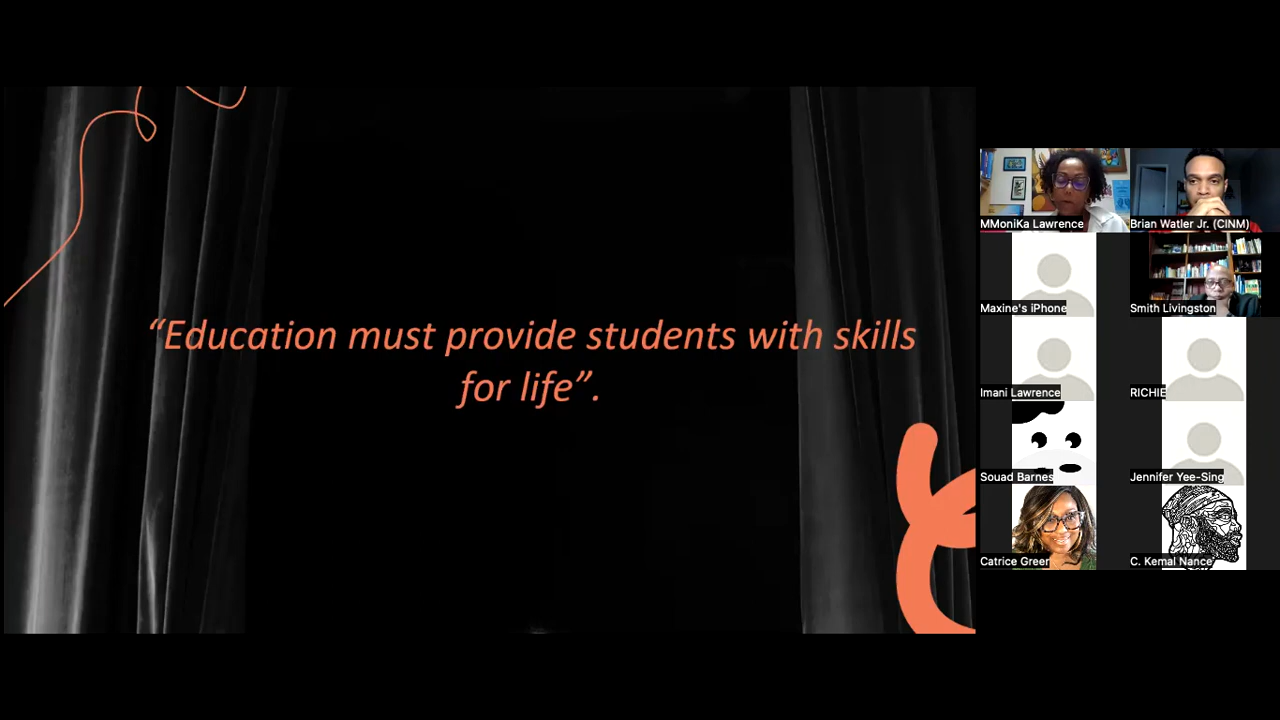 “Education must provide students with skills
for life”.
MMoniKa Lawrence
Brian Watler Jr. (CINM)
Maxine's iPhone
Smith Livingston
Imani Lawrence
RICHIE
Souad Barnes
Jennifer Yee-Sing
Catrice Greer
C. Kemal Nance